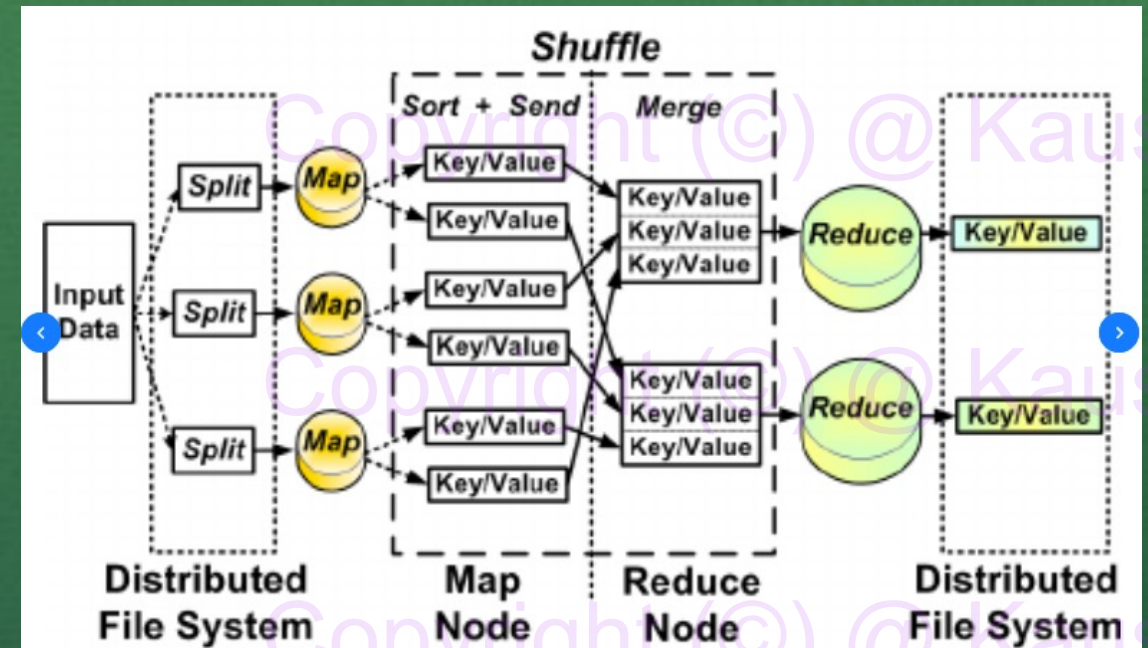 Shuffle
Sort + Send
Merge
Input
Data
Split
Split
Split
Map
Map
Map
Key/Value
Key/Value
Key/Value
Key/Value
Key/Value
Key/Value
Key/Value
Key/Value
Key/Value
Key/Value
Key/Value
Key/Value
Reduce
Reduce
Key/Value
Key/Value
Distributed
File System
Map
Node
Reduce
Node
Distributed
File System
Copyright (©) @ Kaus
Copyright (©) @ Kaus
Copyright (©) @ Kaus